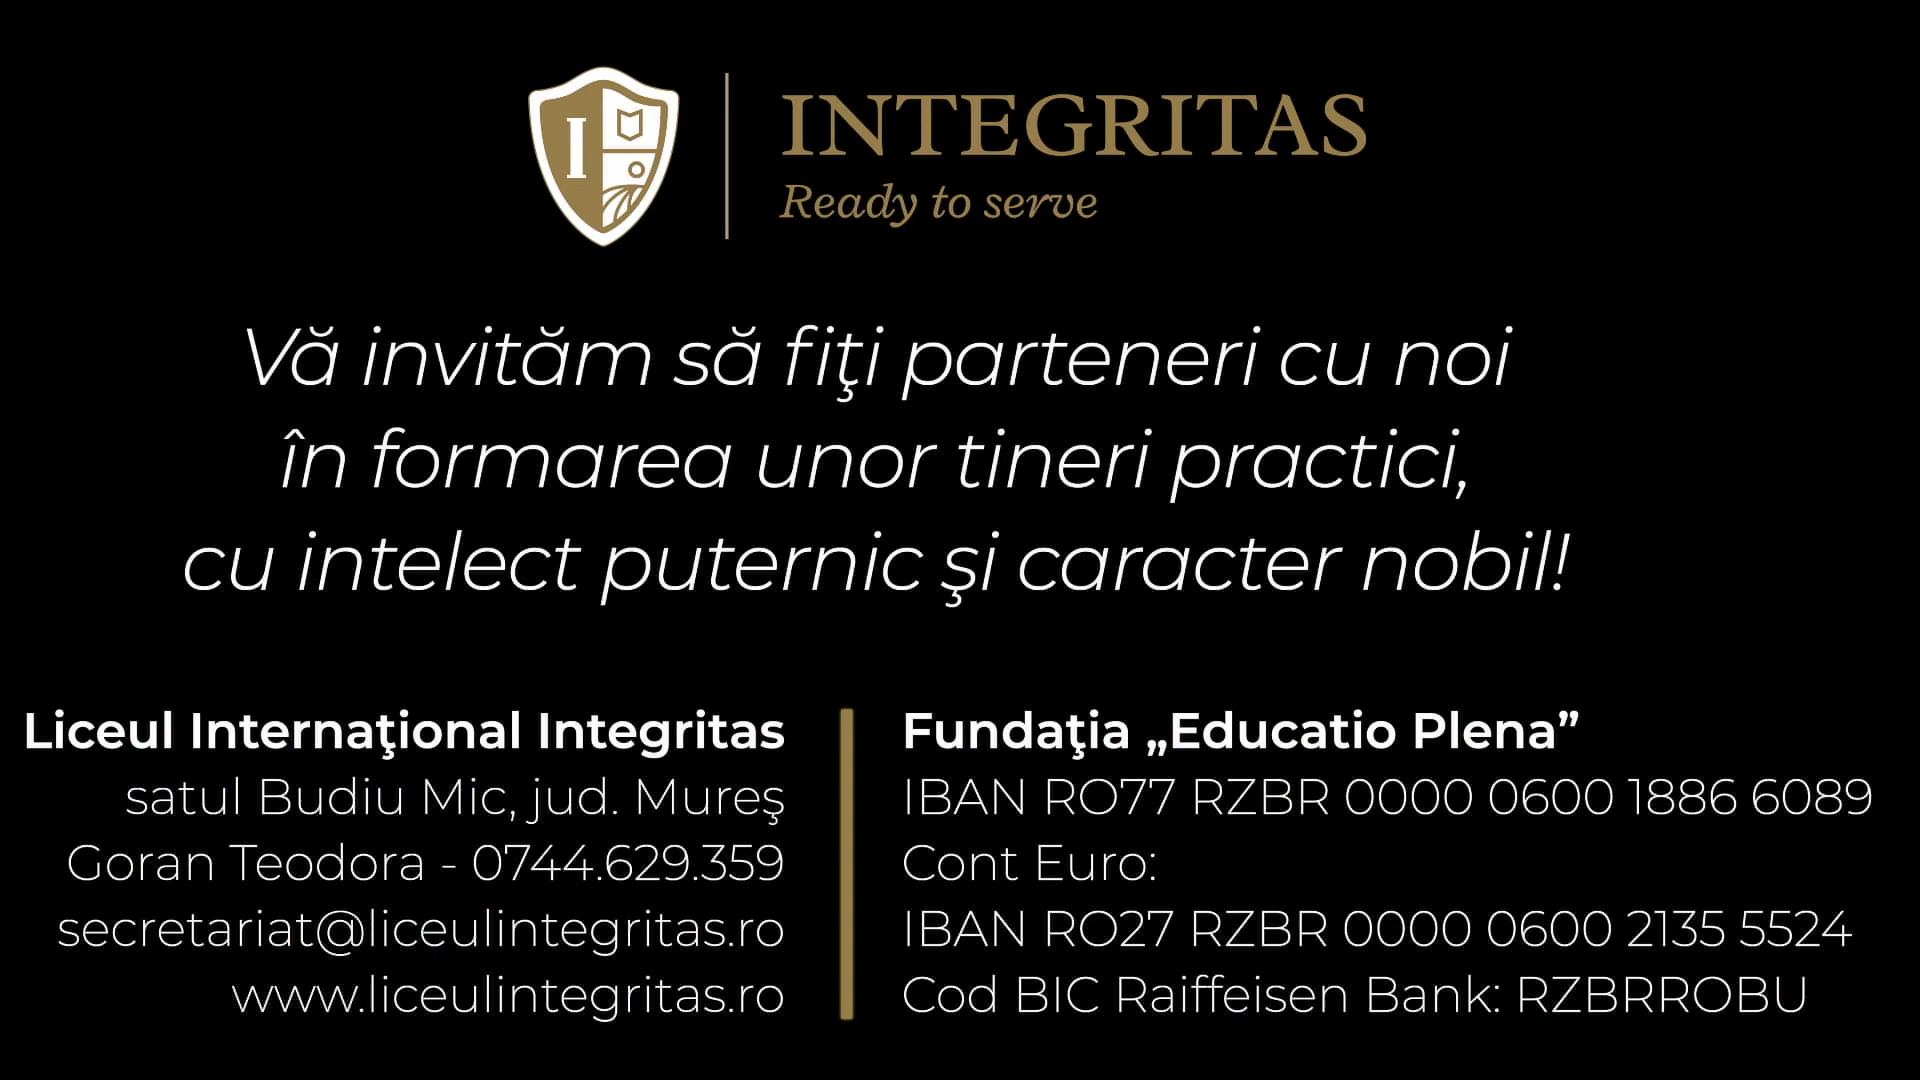 I
INTEGRITAS
Ready to serve
Vă invităm să fiţi parteneri cu noi
în formarea unor tineri practici,
cu intelect puternic şi caracter nobil!
Liceul Internaţional Integritas
satul Budiu Mic, jud. Mureş
Goran Teodora - 0744.629.359
secretariat@liceulintegritas.ro
www.liceulintegritas.ro
Fundaţia „Educatio Plena”
IBAN RO77 RZBR 0000 0600 1886 6089
Cont Euro:
IBAN RO27 RZBR 0000 0600 2135 5524
Cod BIC Raiffeisen Bank: RZBRROBU